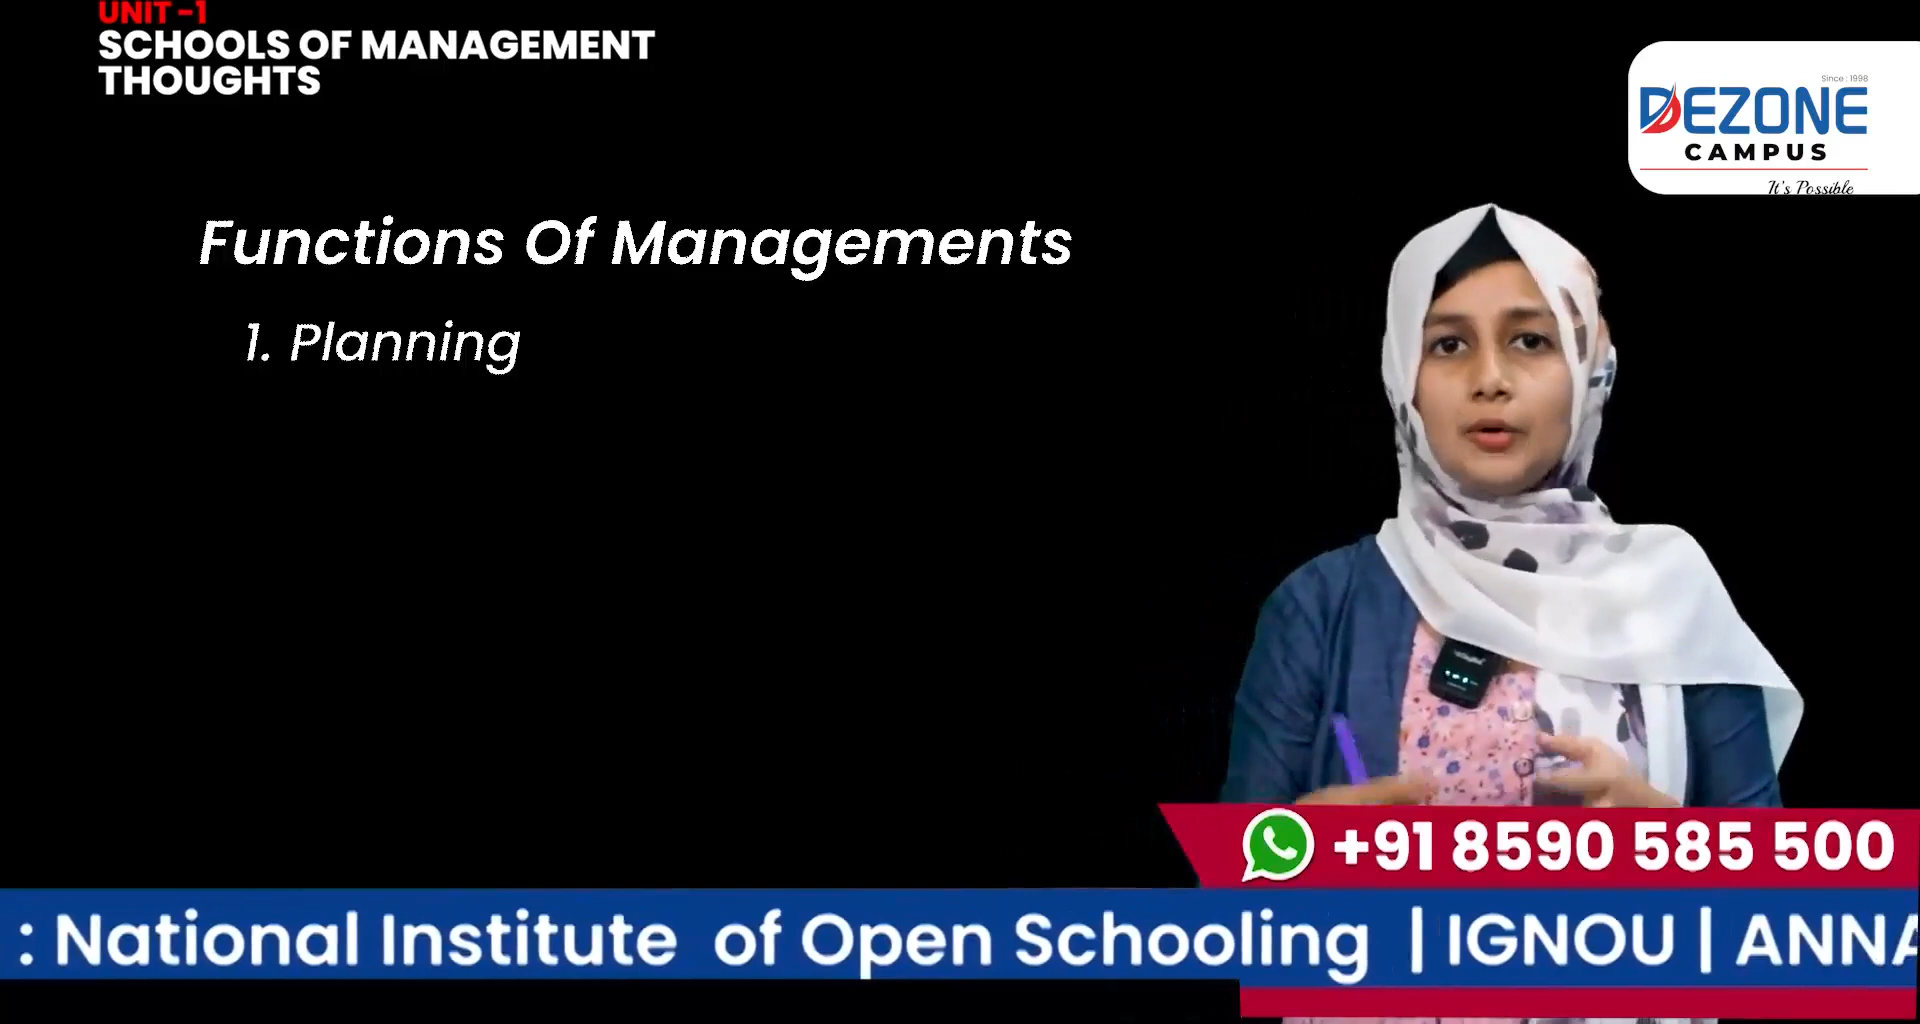 UNIT -1
SCHOOLS OF MANAGEMENT
THOUGHTS
Since : 1998
DEZONE
CAMPUS
It's Possible
Functions Of Managements
1. Planning
+91 8590 585 500
: National Institute of Open Schooling | IGNOU | ANNA